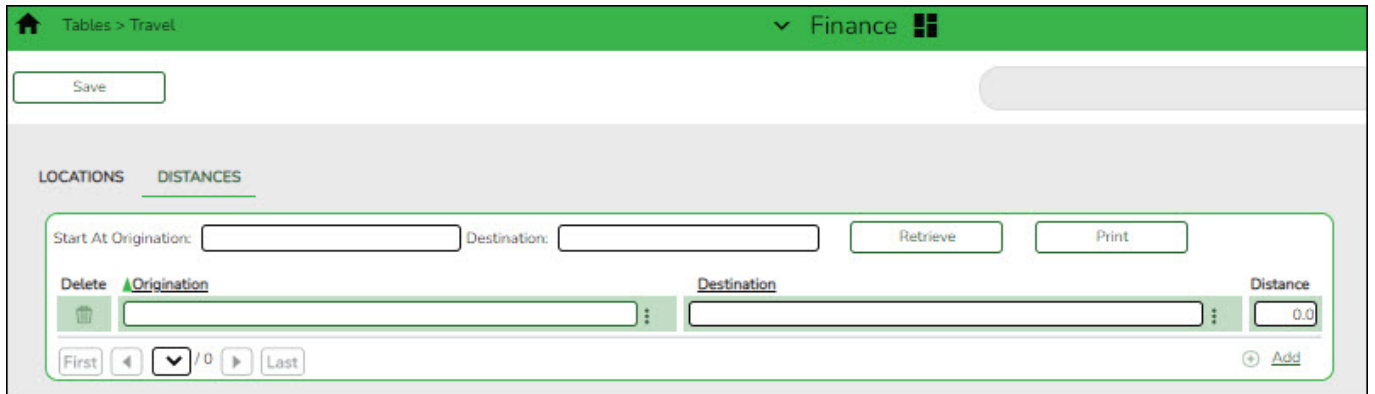 Tables > Travel Finance
Save
LOCATIONS DISTANCES
Start At Origination: Destination: Retrieve Print
Delete Origination Destination Distance
0.0
First / 0 Last Add